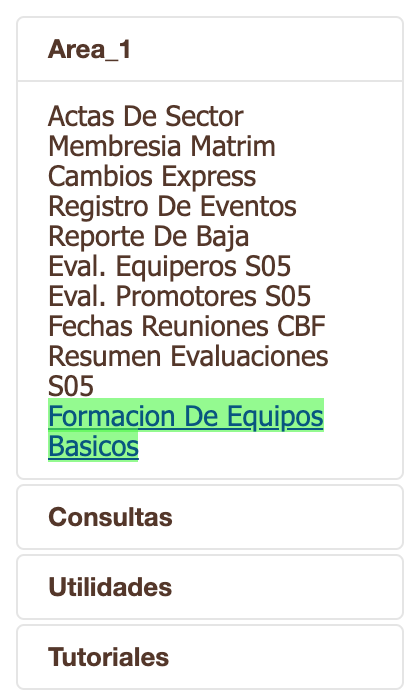 Area_1
Actas De Sector
Membresia Matrim
Cambios Express
Registro De Eventos
Reporte De Baja
Eval. Equiperos S05
Eval. Promotores S05
Fechas Reuniones CBF
Resumen Evaluaciones
S05
Formacion De Equipos
Basicos
Consultas
Utilidades
Tutoriales